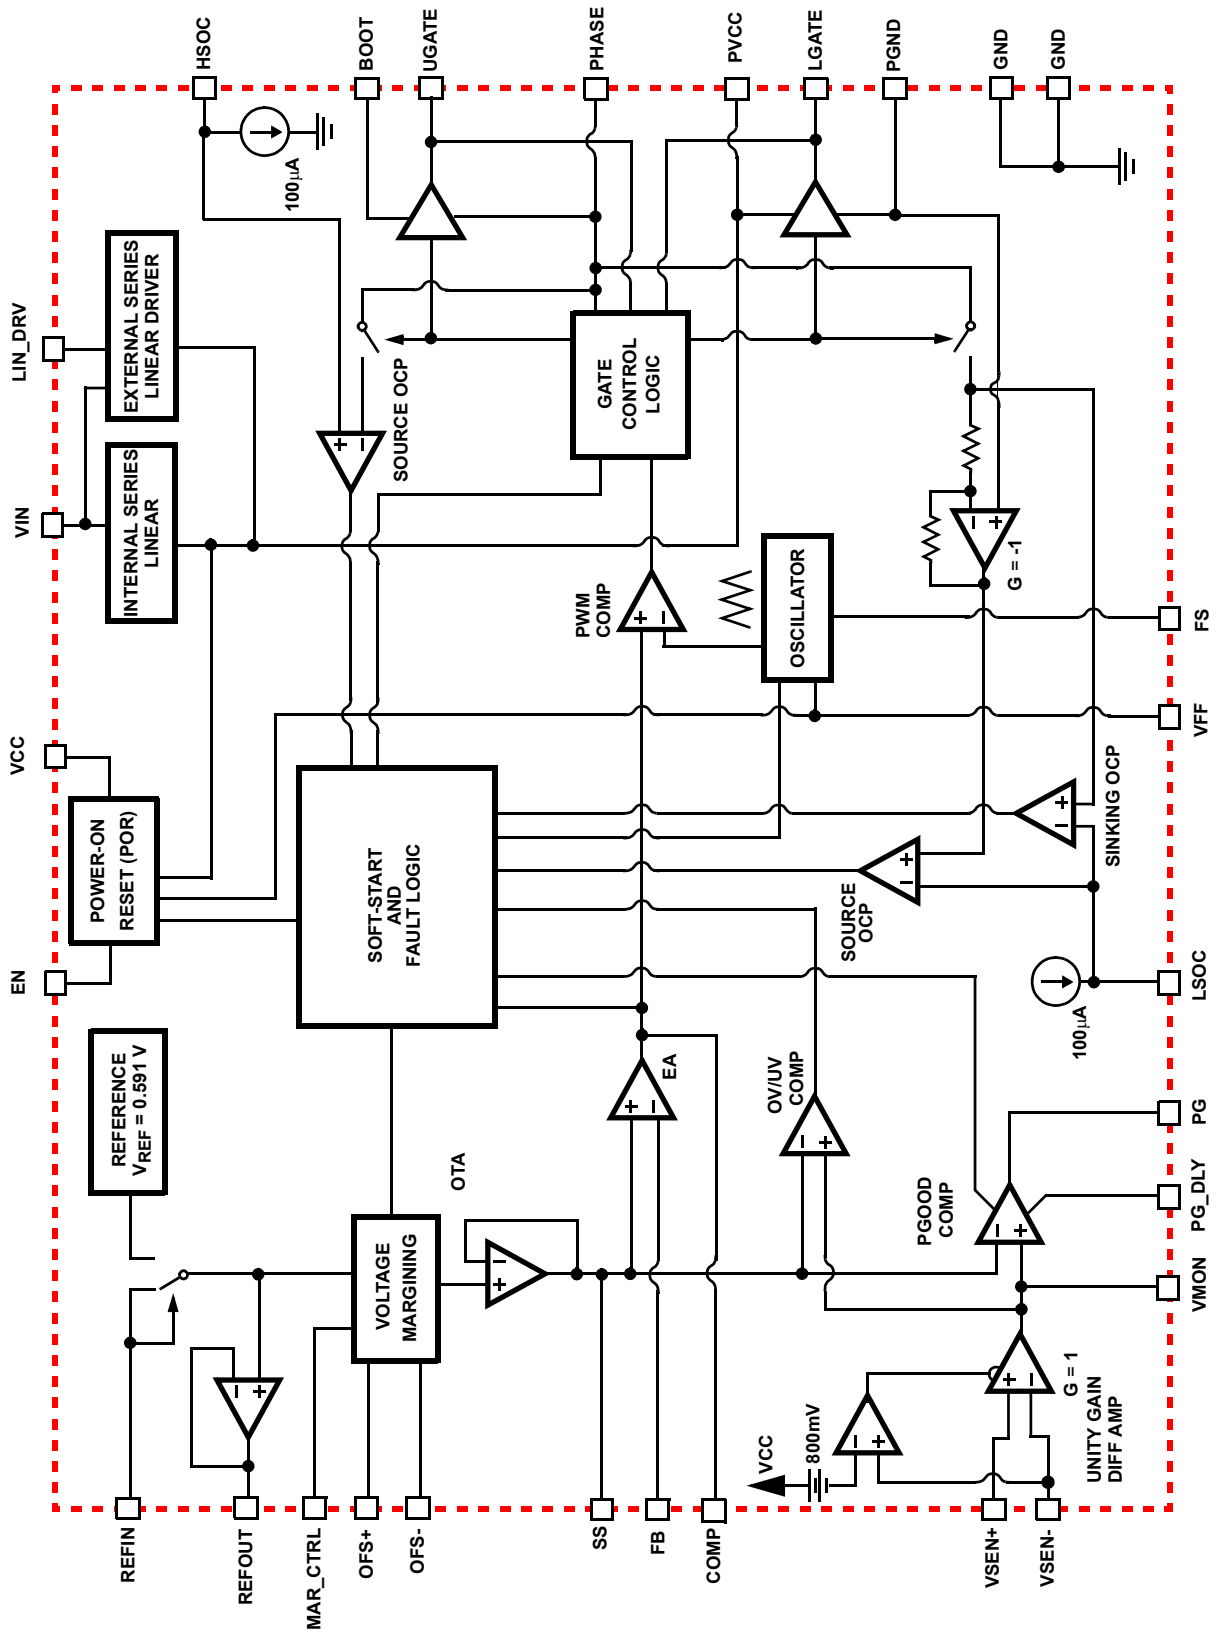 HSOC
BOOT
UGATE
PHASE
PVCC
LGATE
PGND
GND
GND
100µA
LIN_DRV
EXTERNAL SERIES
LINEAR DRIVER
VIN
INTERNAL SERIES
LINEAR
SOURCE OCP
+
−
GATE
CONTROL
LOGIC
−
+
G = -1
PWM
COMP
+
−
OSCILLATOR
FS
VFF
VCC
POWER-ON
RESET (POR)
EN
SOFT-START
AND
FAULT LOGIC
SINKING OCP
−
+
SOURCE
OCP
−
+
100µA
LSOC
REFERENCE
VREF = 0.591 V
OTA
VOLTAGE
MARGINING
−
+
EA
+
−
OV/UV
COMP
−
+
PGOOD
COMP
−
+
PG
PG_DLY
VMON
−
+
VCC
800mV
−
+
+
−
G = 1
UNITY GAIN
DIFF AMP
REFIN
REFOUT
MAR_CTRL
OFS+
OFS-
SS
FB
COMP
VSEN+
VSEN-